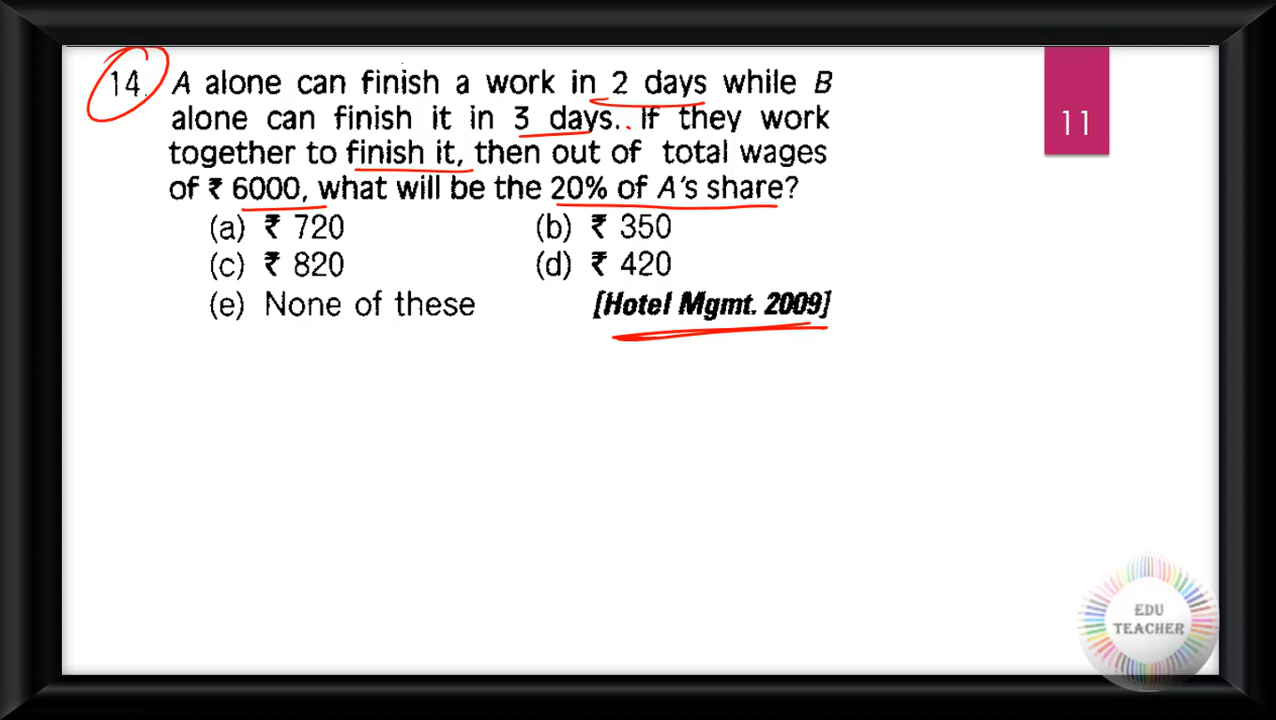 14. A alone can finish a work in 2 days while B
alone can finish it in 3 days.. If they work
together to finish it, then out of total wages
of ₹ 6000, what will be the 20% of A's share?
(a) ₹ 720 (b) ₹ 350
(c) ₹ 820 (d) ₹ 420
(e) None of these [Hotel Mgmt. 2009]
11
EDU
TEACHER